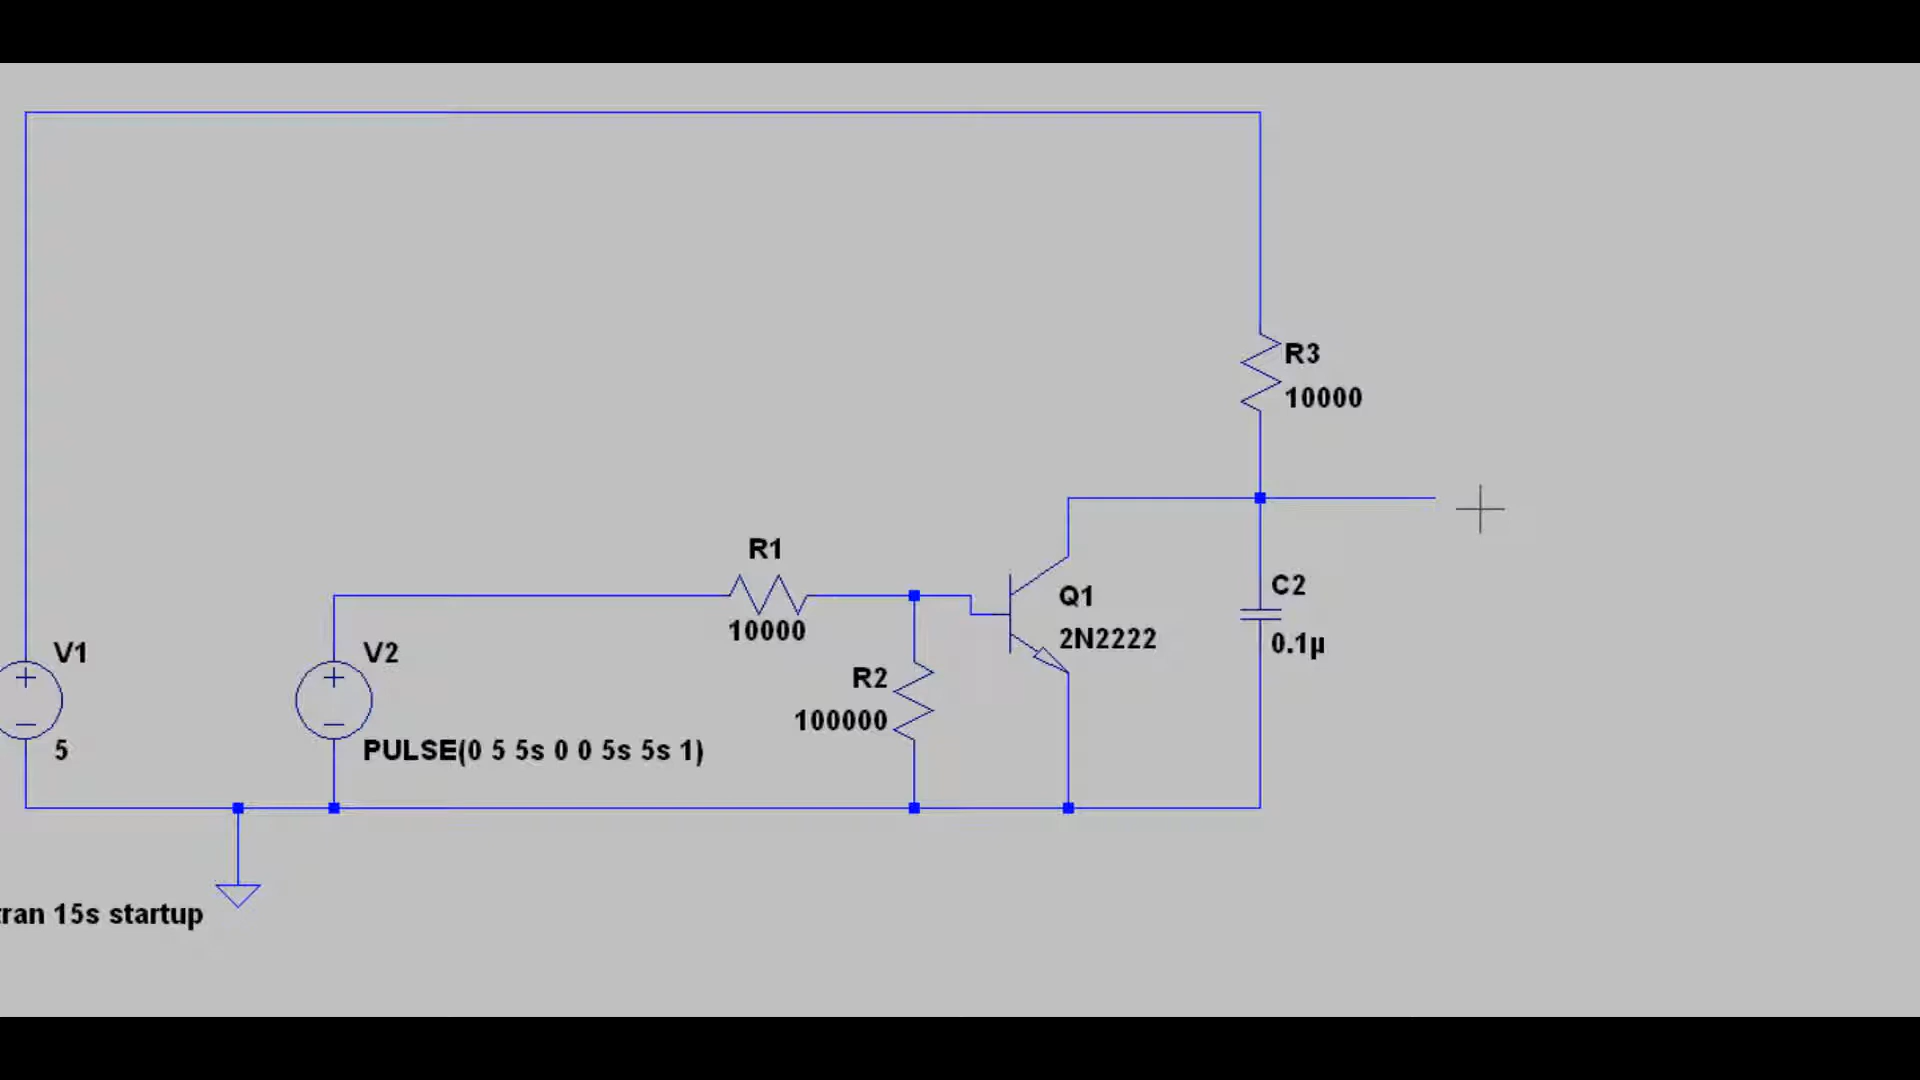 R3
10000
R1
10000
C2
0.1µ
Q1
2N2222
V1
5
V2
PULSE(0 5 5s 0 0 5s 5s 1)
R2
100000
tran 15s startup